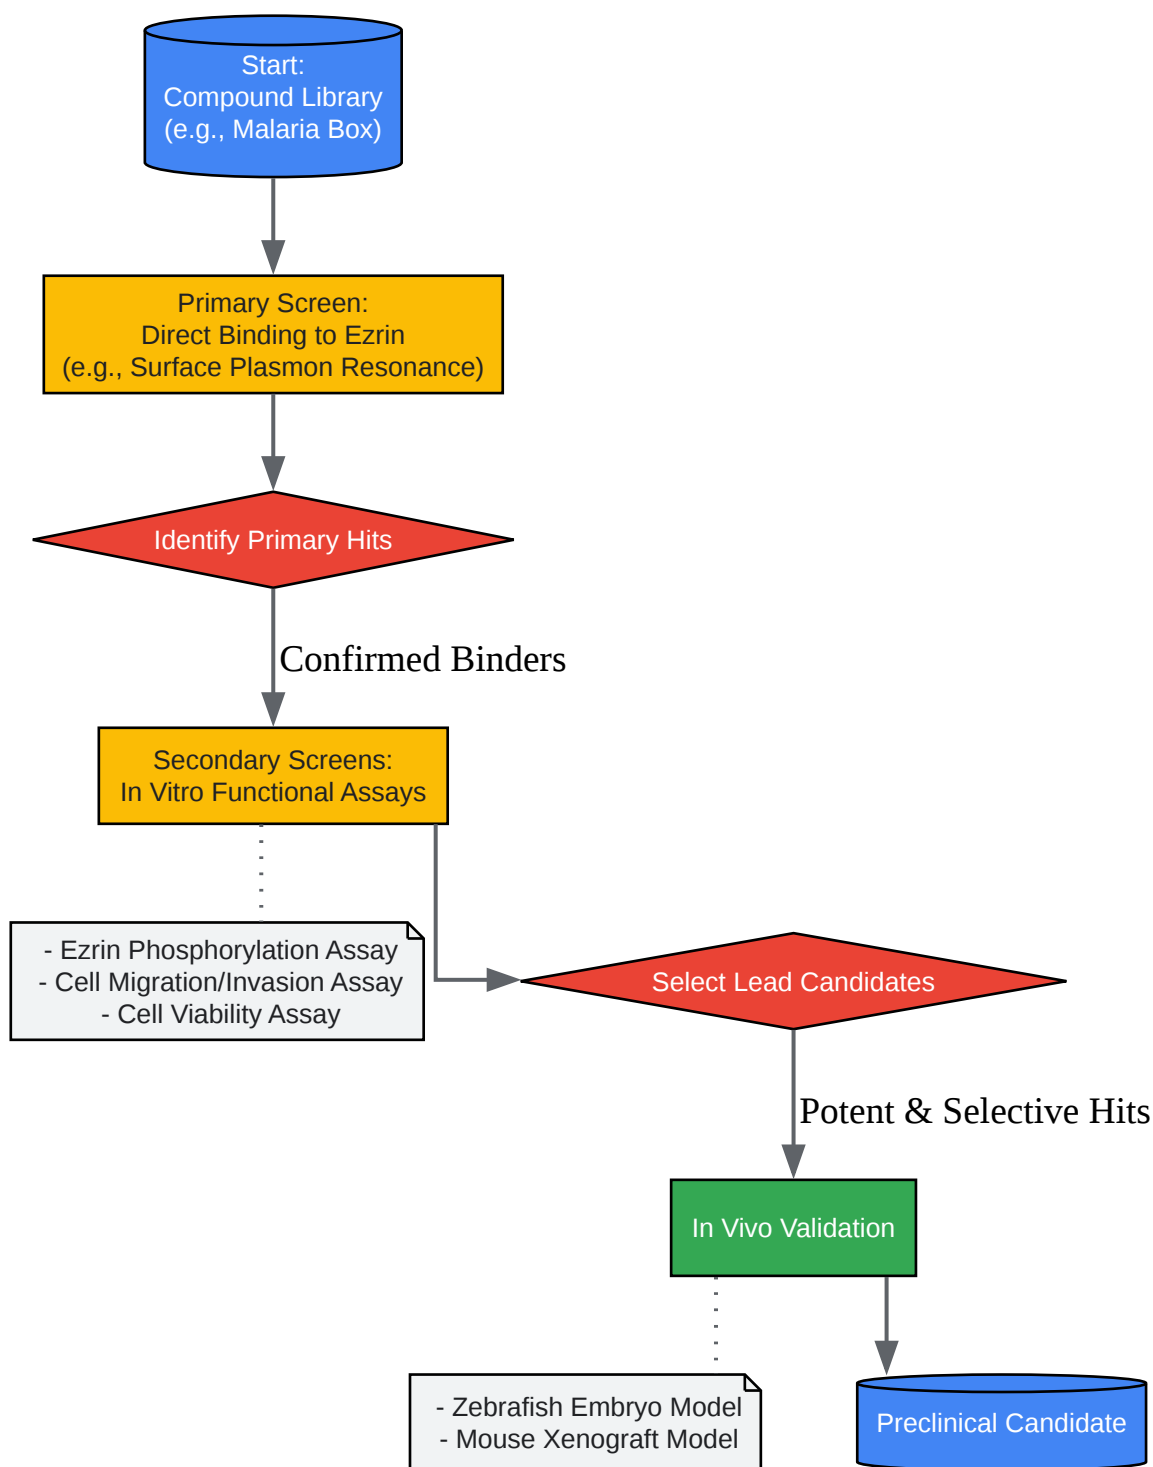 Start:
Compound Library
(e.g., Malaria Box)
Primary Screen:
Direct Binding to Ezrin
(e.g., Surface Plasmon Resonance)
Identify Primary Hits
Confirmed Binders
Secondary Screens:
In Vitro Functional Assays
- Ezrin Phosphorylation Assay
- Cell Migration/Invasion Assay
- Cell Viability Assay
Select Lead Candidates
Potent & Selective Hits
In Vivo Validation
- Zebrafish Embryo Model
- Mouse Xenograft Model
Preclinical Candidate